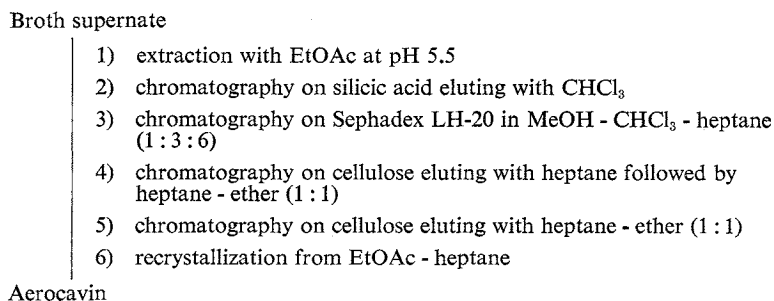 Broth supernate
1) extraction with EtOAc at pH 5.5
2) chromatography on silicic acid eluting with CHCl₃
3) chromatography on Sephadex LH-20 in MeOH - CHCl₃ - heptane
(1 : 3 : 6)
4) chromatography on cellulose eluting with heptane followed by
heptane - ether (1 : 1)
5) chromatography on cellulose eluting with heptane - ether (1 : 1)
6) recrystallization from EtOAc - heptane
Aerocavin